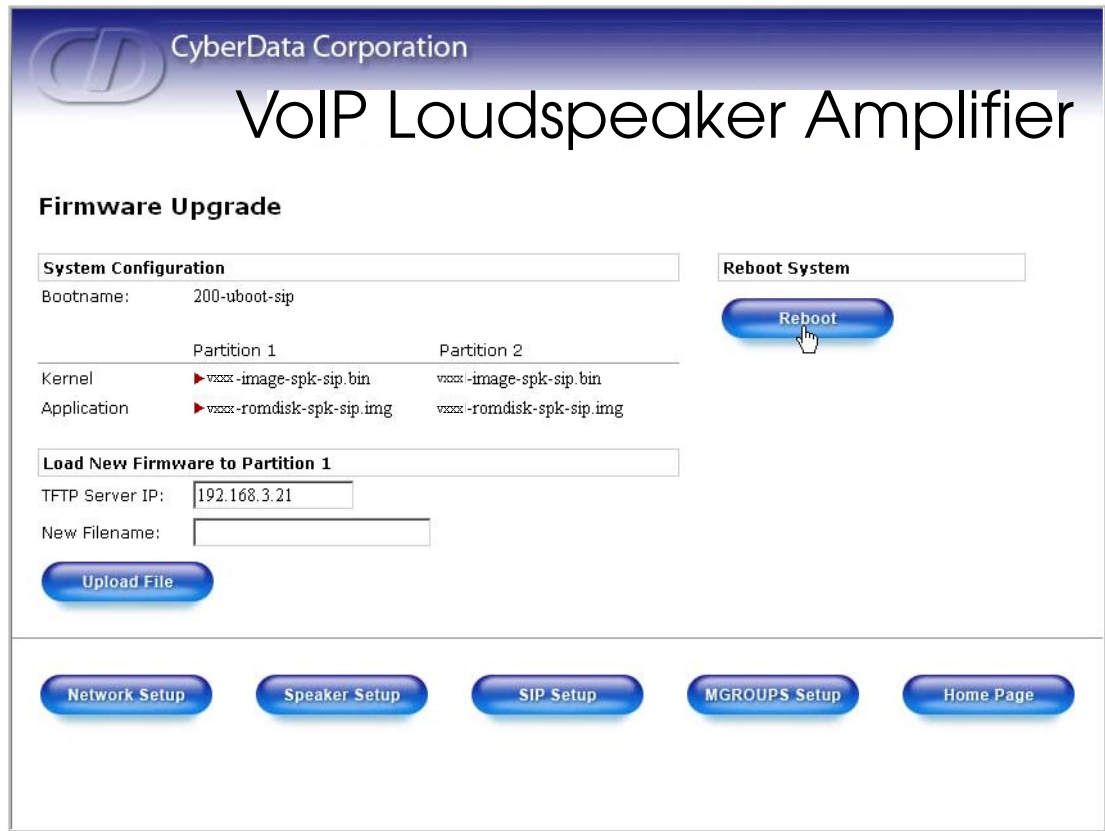 CyberData Corporation
VoIP Loudspeaker Amplifier
Firmware Upgrade
System Configuration
Reboot System
Bootname: 200-uboot-sip
Reboot
Partition 1 Partition 2
Kernel vxxx-image-spk-sip.bin vxxx-image-spk-sip.bin
Application vxxx-romdisk-spk-sip.img vxxx-romdisk-spk-sip.img
Load New Firmware to Partition 1
TFTP Server IP: 192.168.3.21
New Filename:
Upload File
Network Setup Speaker Setup SIP Setup MGROUPS Setup Home Page